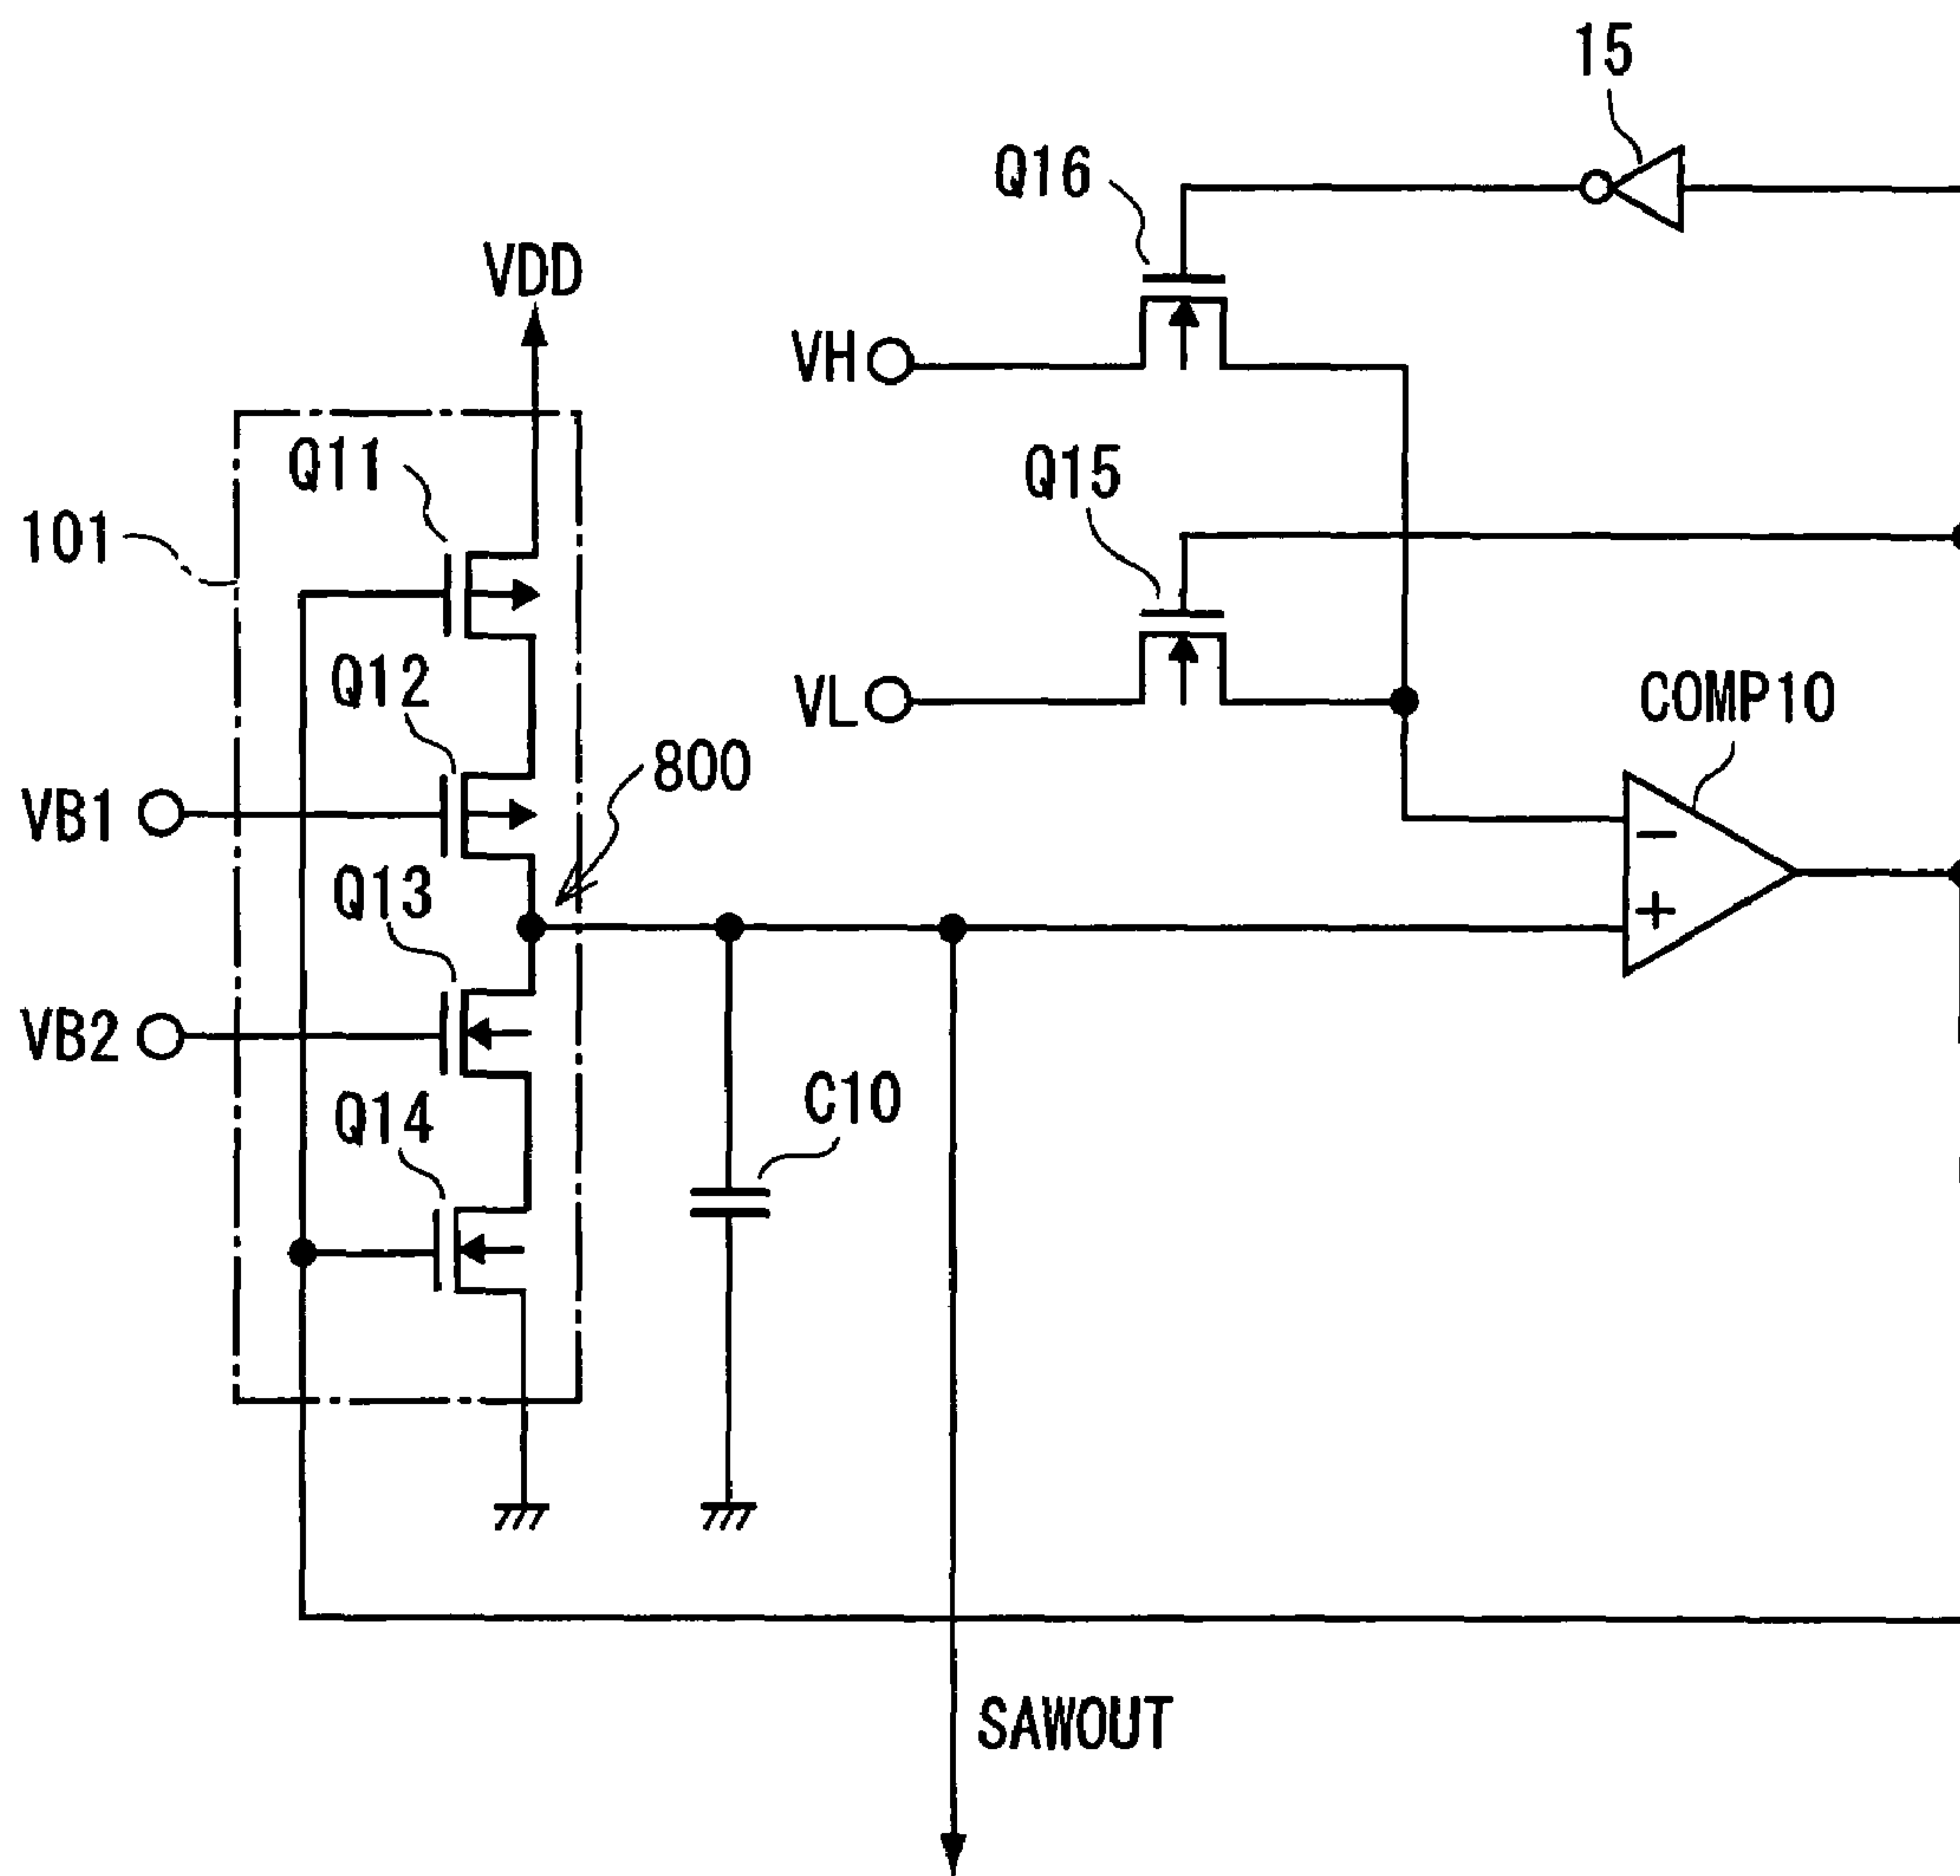 15
Q16
VDD
VH
Q11
Q15
101
Q12
VL
COMP10
800
VB1
−
Q13
+
VB2
C10
Q14
SAWOUT